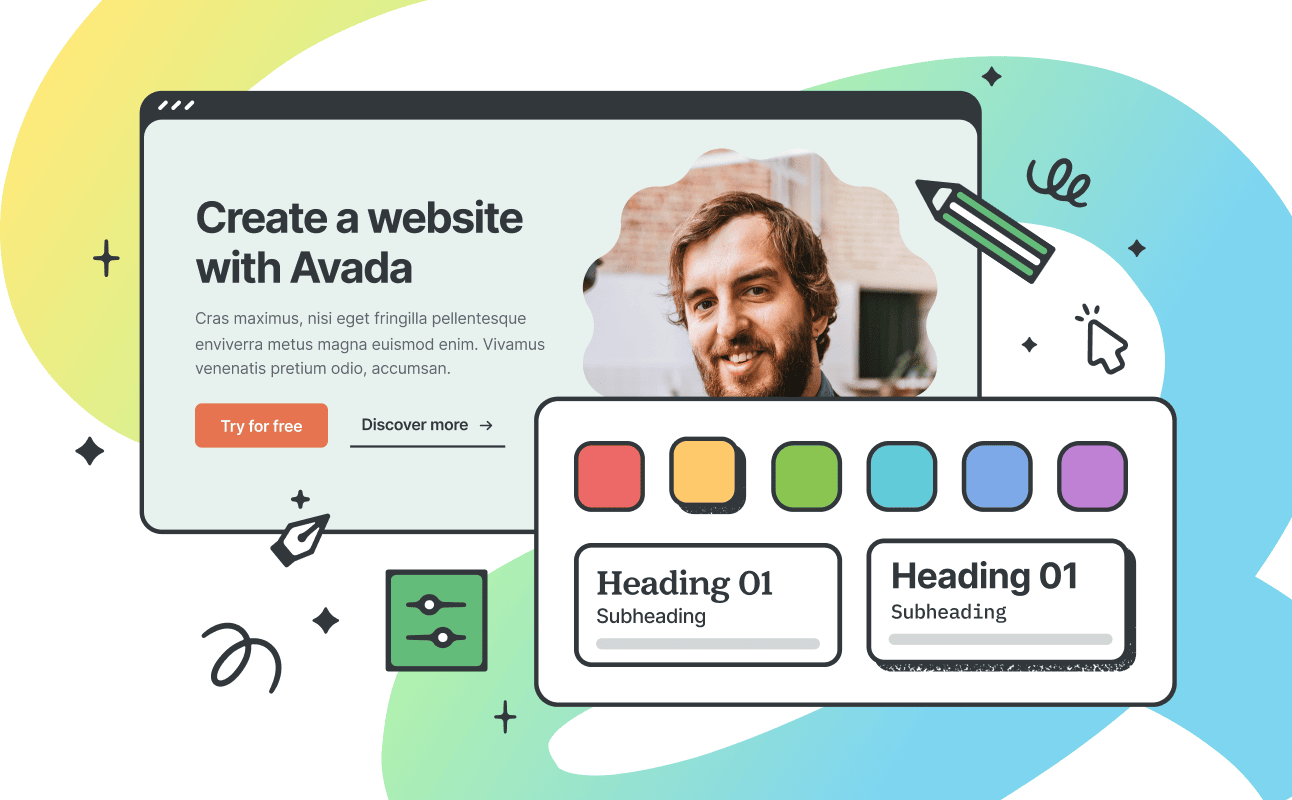 Create a website
with Avada
Cras maximus, nisi eget fringilla pellentesque
enviverra metus magna euismod enim. Vivamus
venenatis pretium odio, accumsan.
Try for free
Discover more →
Heading 01
Subheading
Heading 01
Subheading